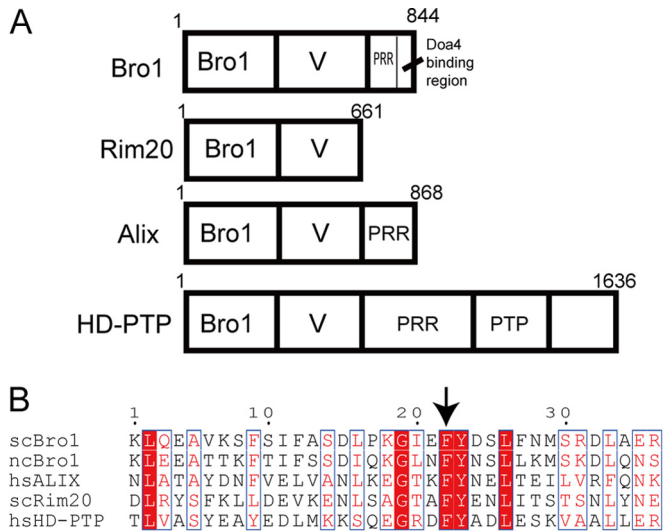 A
1 844
Bro1 Bro1 V PRR Doa4 binding region
1 661
Rim20 Bro1 V
1 868
Alix Bro1 V PRR
1 1636
HD-PTP Bro1 V PRR PTP
B
1 10 20 30
scBro1 KLQEAVKSFSIFASDLPKGIEFYDSLFNMSRDLAER
ncBro1 KLEEATTKFTIFSSDIQKGLNFYNSLLKMSKDLQNS
hsALIX NLATAYDNFVELVANLKEGTKFYNELTEILVRFQNK
scRim20 DLRYSFKLLDEVKENLSAGTAFYENLITSTSNLYNE
hsHD-PTP TLVASYEAYEDLMKKSQEGRDFYADLESKVAALLER